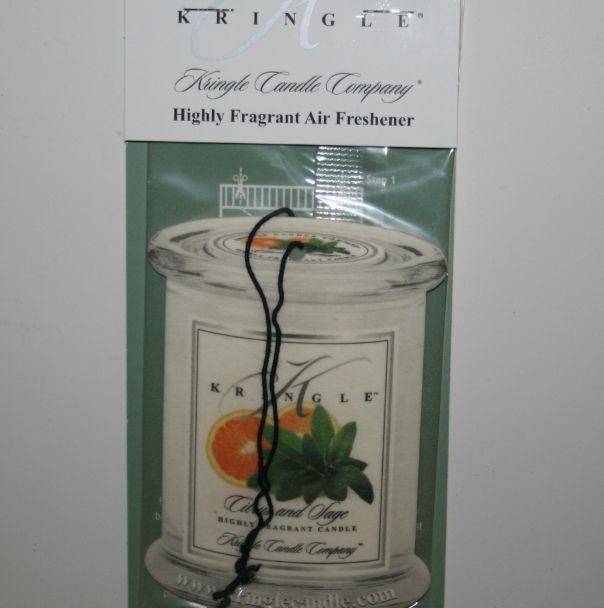 KRINGLE®
Kringle Candle Company®
Highly Fragrant Air Freshener
Step 1
KRINGLE™
Citrus and Sage
HIGHLY FRAGRANT CANDLE
Kringle Candle Company™
www.kringlecandle.com